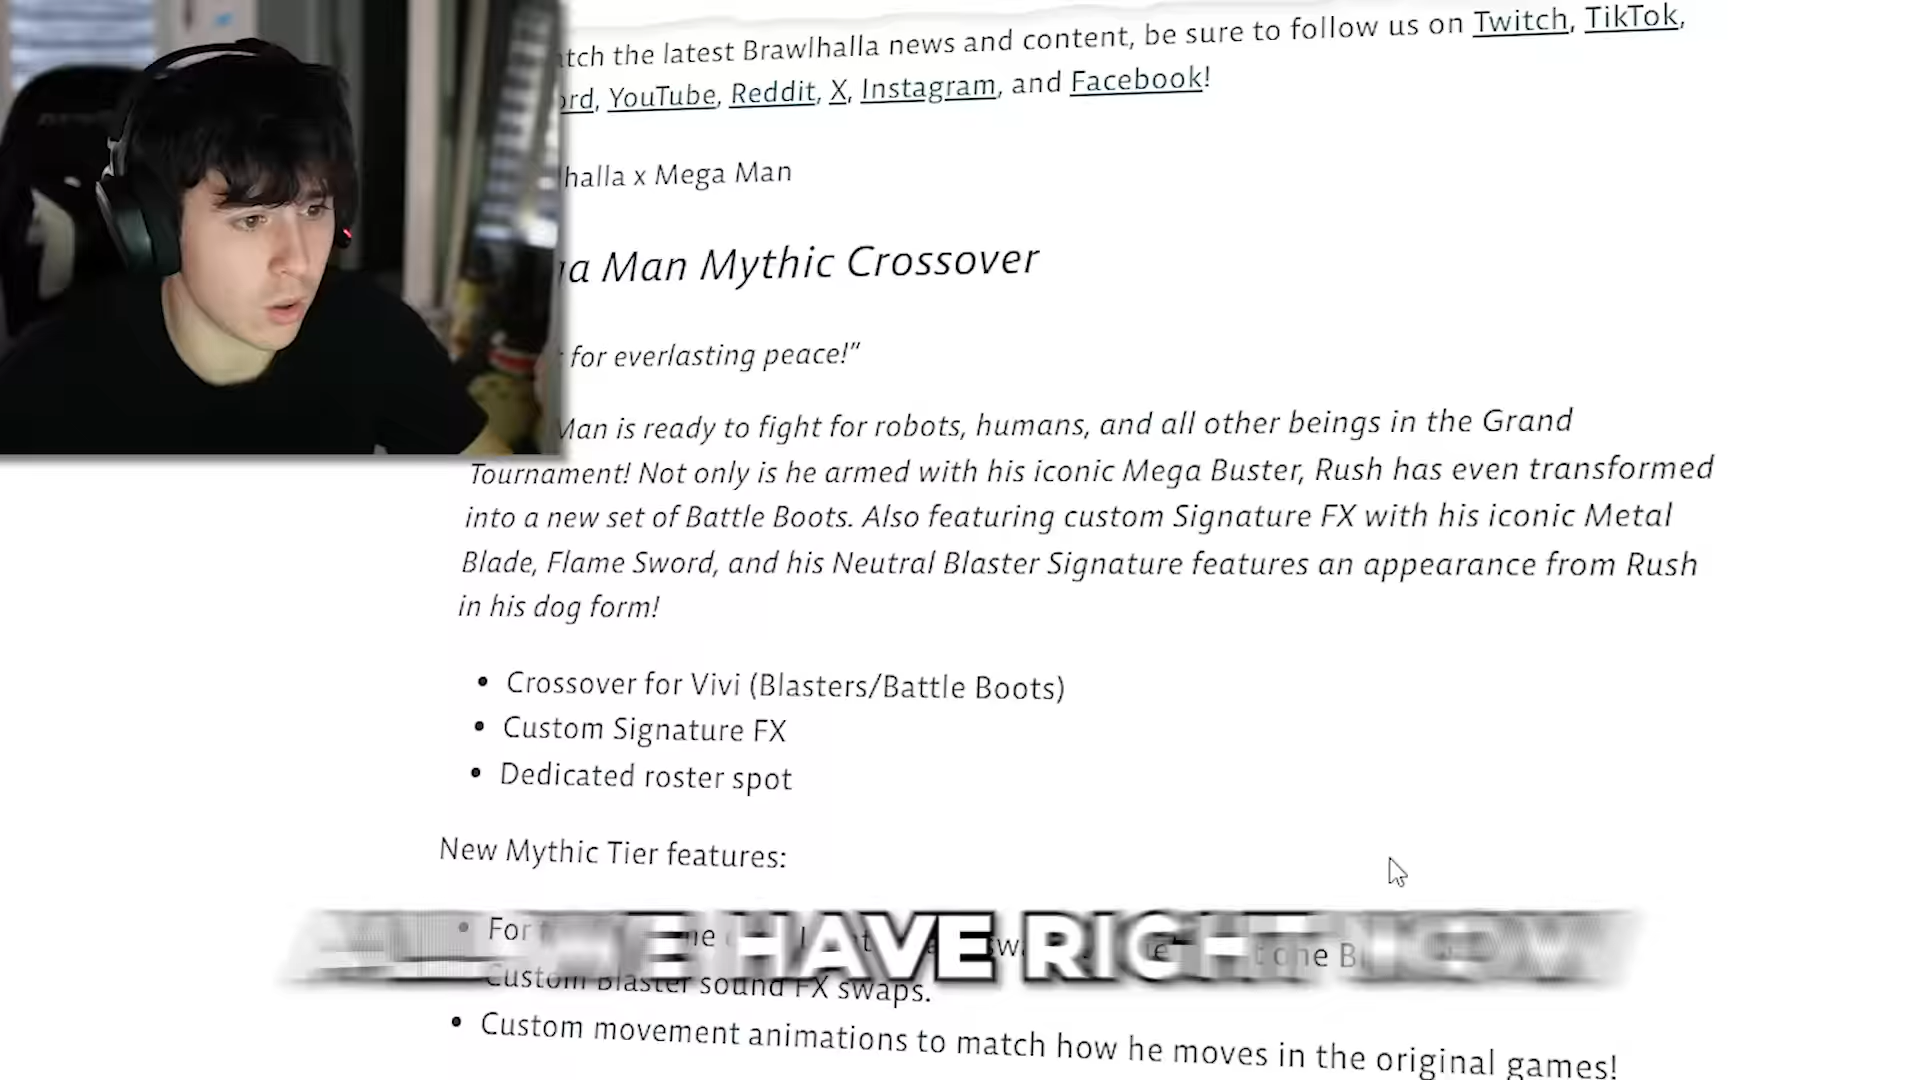 the latest Brawlhalla news and content, be sure to follow us on Twitch, TikTok,
YouTube, Reddit, X, Instagram, and Facebook!
halla x Mega Man
a Man Mythic Crossover
for everlasting peace!”
Man is ready to fight for robots, humans, and all other beings in the Grand
Tournament! Not only is he armed with his iconic Mega Buster, Rush has even transformed
into a new set of Battle Boots. Also featuring custom Signature FX with his iconic Metal
Blade, Flame Sword, and his Neutral Blaster Signature features an appearance from Rush
in his dog form!
• Crossover for Vivi (Blasters/Battle Boots)
• Custom Signature FX
• Dedicated roster spot
New Mythic Tier features:
• For
ALL WE HAVE RIGHT NOW
Custom Blaster sound FX swaps.
• Custom movement animations to match how he moves in the original games!